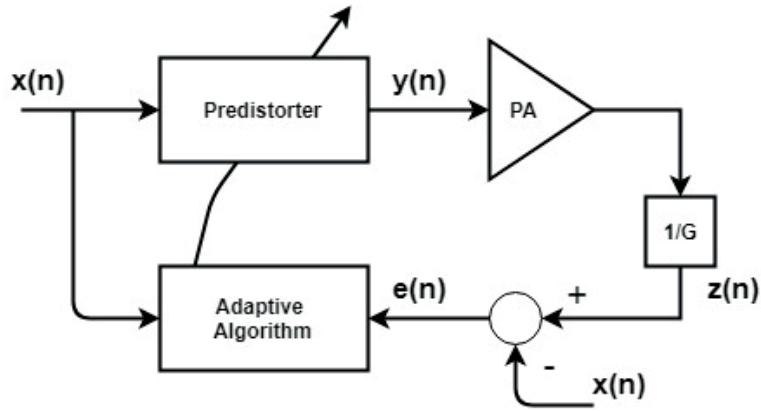 x(n)
Predistorter
y(n)
PA
1/G
z(n)
Adaptive
Algorithm
e(n)
+
-
x(n)